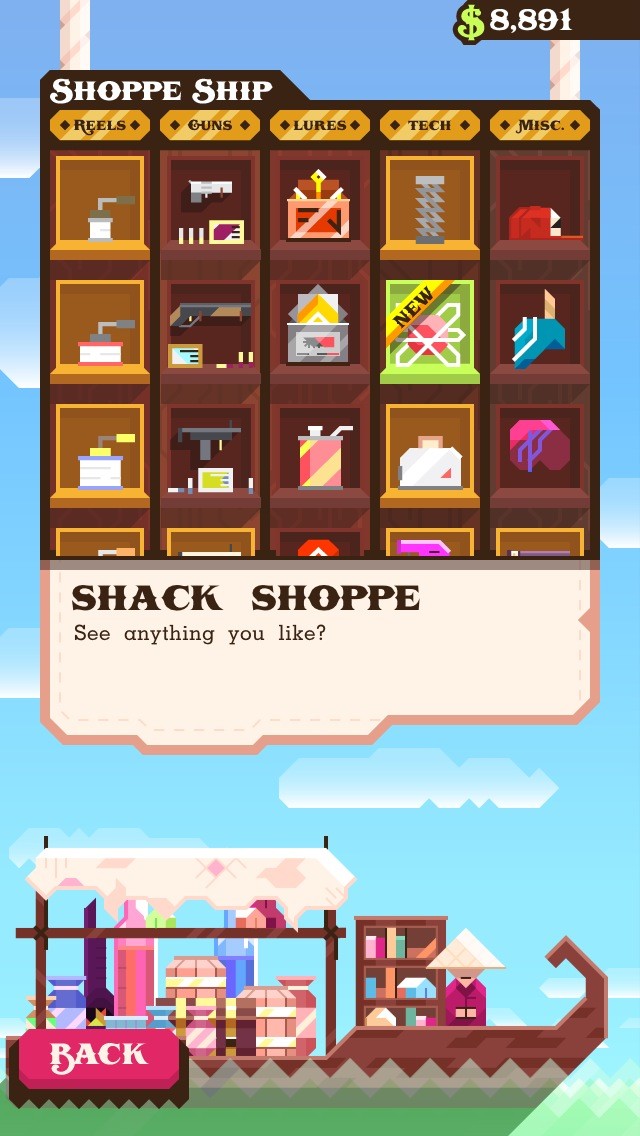 $ 8,891
SHOPPE SHIP
REELS GUNS LURES TECH MISC.
NEW
SHACK SHOPPE
See anything you like?
BACK